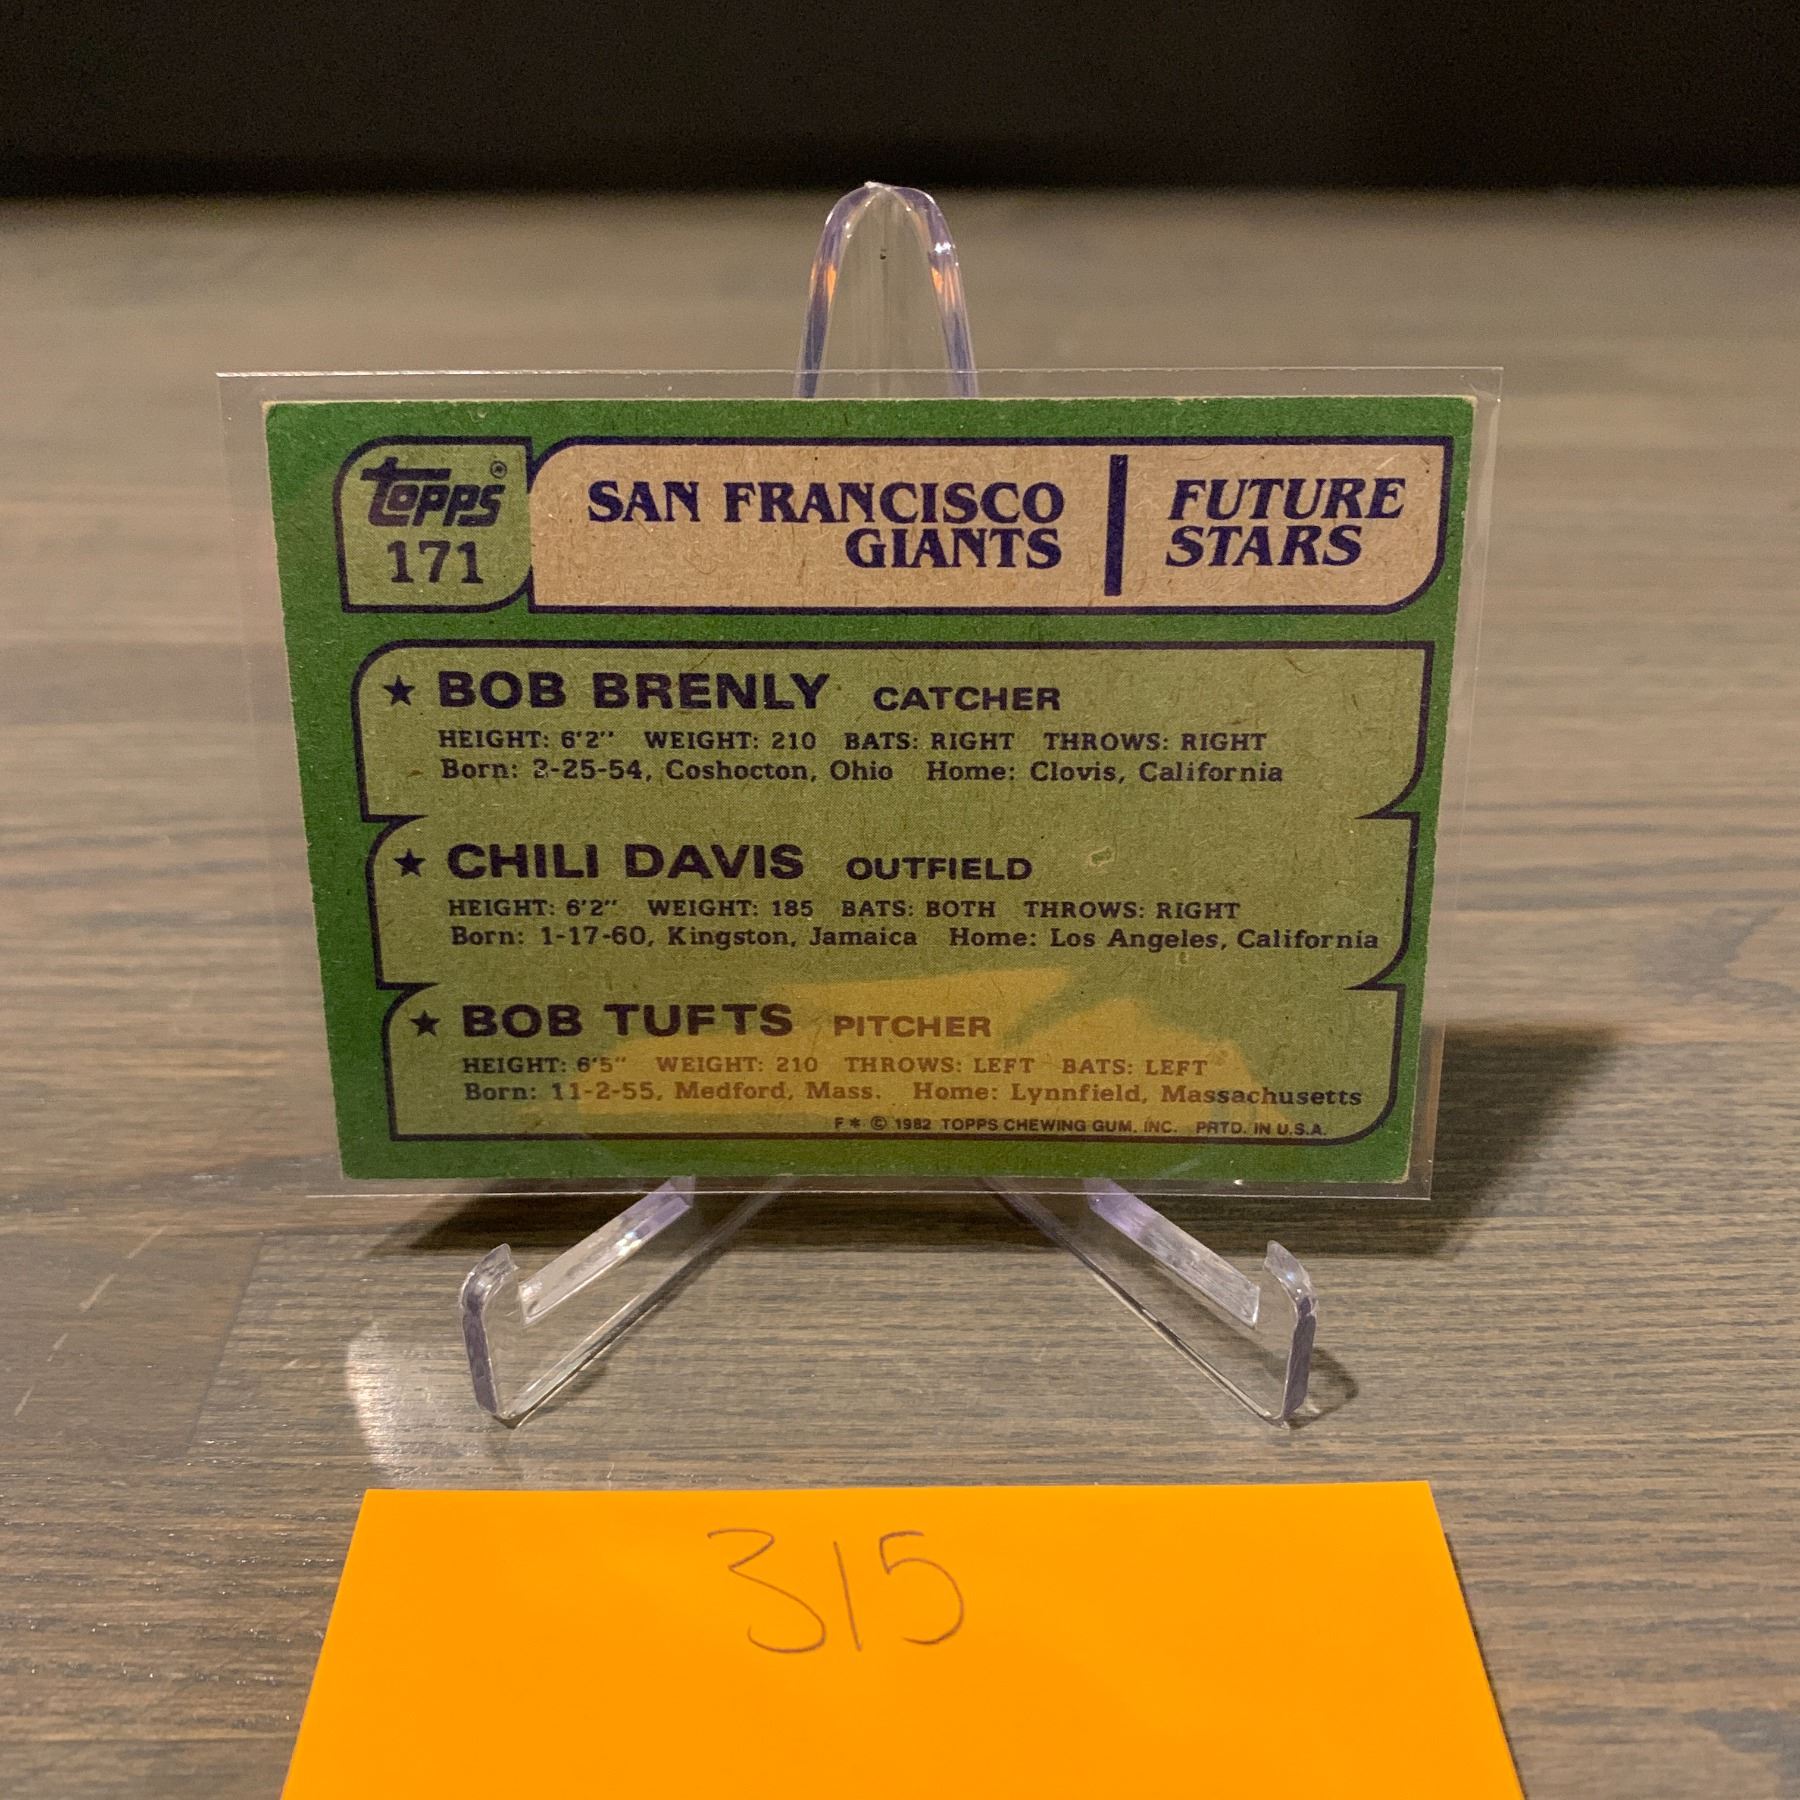 topps®
171
SAN FRANCISCO
GIANTS
FUTURE
STARS
★ BOB BRENLY CATCHER
HEIGHT: 6'2" WEIGHT: 210 BATS: RIGHT THROWS: RIGHT
Born: 2-25-54, Coshocton, Ohio Home: Clovis, California
★ CHILI DAVIS OUTFIELD
HEIGHT: 6'2" WEIGHT: 185 BATS: BOTH THROWS: RIGHT
Born: 1-17-60, Kingston, Jamaica Home: Los Angeles, California
★ BOB TUFTS PITCHER
HEIGHT: 6'5" WEIGHT: 210 THROWS: LEFT BATS: LEFT
Born: 11-2-55, Medford, Mass. Home: Lynnfield, Massachusetts
F* © 1982 TOPPS CHEWING GUM, INC. PRTD. IN U.S.A.
315